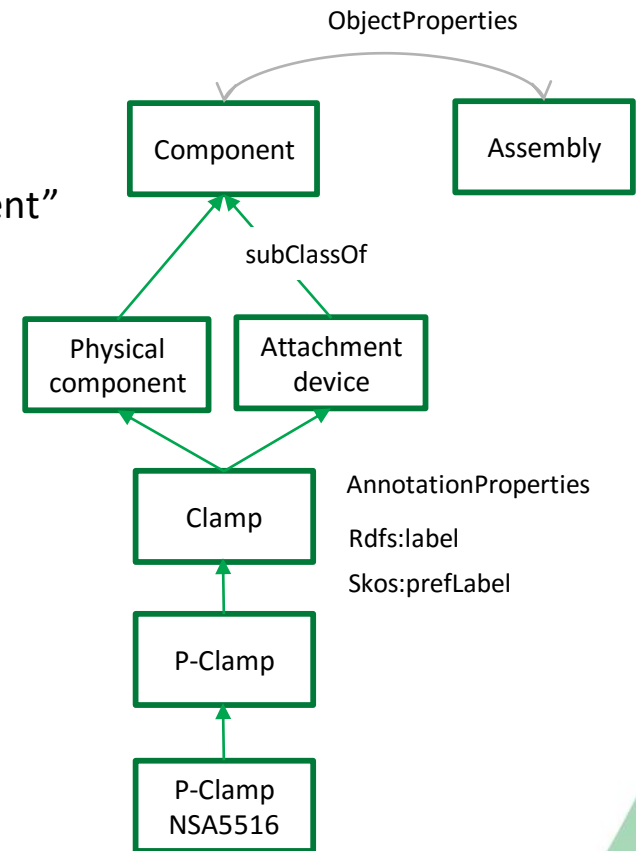 ObjectProperties
Component
Assembly
ent”
subClassOf
Physical
component
Attachment
device
Clamp
AnnotationProperties
Rdfs:label
Skos:prefLabel
P-Clamp
P-Clamp
NSA5516